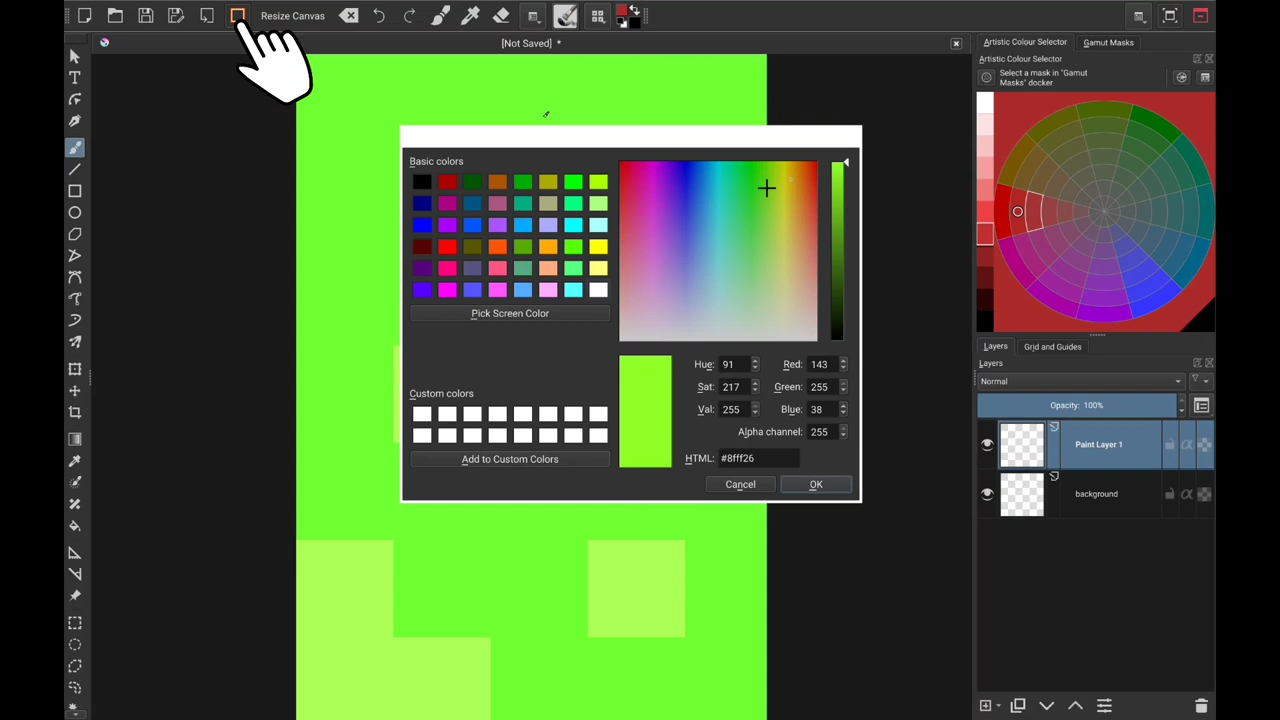 Resize Canvas
[Not Saved] *
Artistic Colour Selector
Gamut Masks
Artistic Colour Selector
Select a mask in "Gamut
Masks" docker
Basic colors
Pick Screen Color
Custom colors
Add to Custom Colors
Hue: 91
Red: 143
Sat: 217
Green: 255
Val: 255
Blue: 38
Alpha channel: 255
HTML: #8fff26
Cancel
OK
Layers
Grid and Guides
Layers
Normal
Opacity: 100%
Paint Layer 1
background